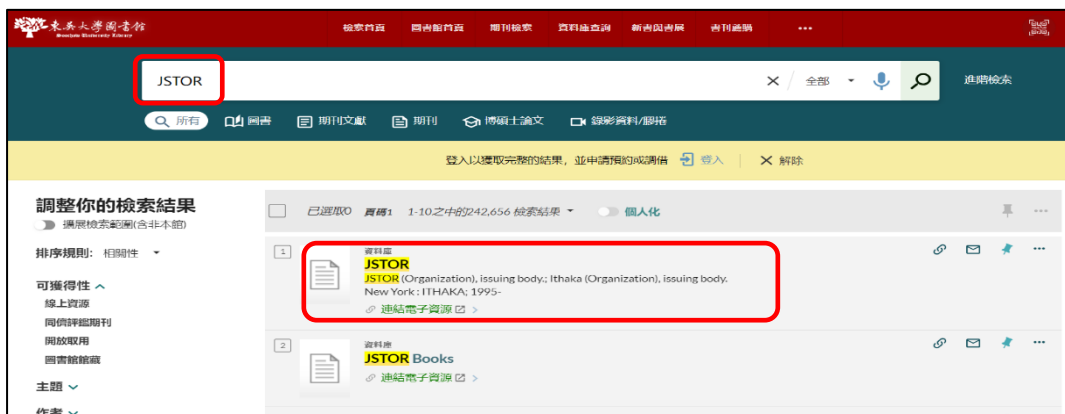 東吳大學圖書館
Soochow University Library
檢索首頁 圖書館首頁 期刊檢索 資料庫查詢 新書與書展 書刊薦購 •••
JSTOR
全部
進階檢索
所有 圖書 期刊文獻 期刊 博碩士論文 錄影資料/膠捲
登入以獲取完整的結果，並申請預約或調借 登入 解除
調整你的檢索結果
擴展檢索範圍(含非本館)
排序規則: 相關性
可獲得性
線上資源
同儕評鑑期刊
開放取用
圖書館館藏
主題
作者
已選取0 頁碼1 1-10之中的242,656 檢索結果 個人化
1
資料庫
JSTOR
JSTOR (Organization), issuing body.; Ithaka (Organization), issuing body.
New York : ITHAKA; 1995-
連結電子資源
2
資料庫
JSTOR Books
連結電子資源